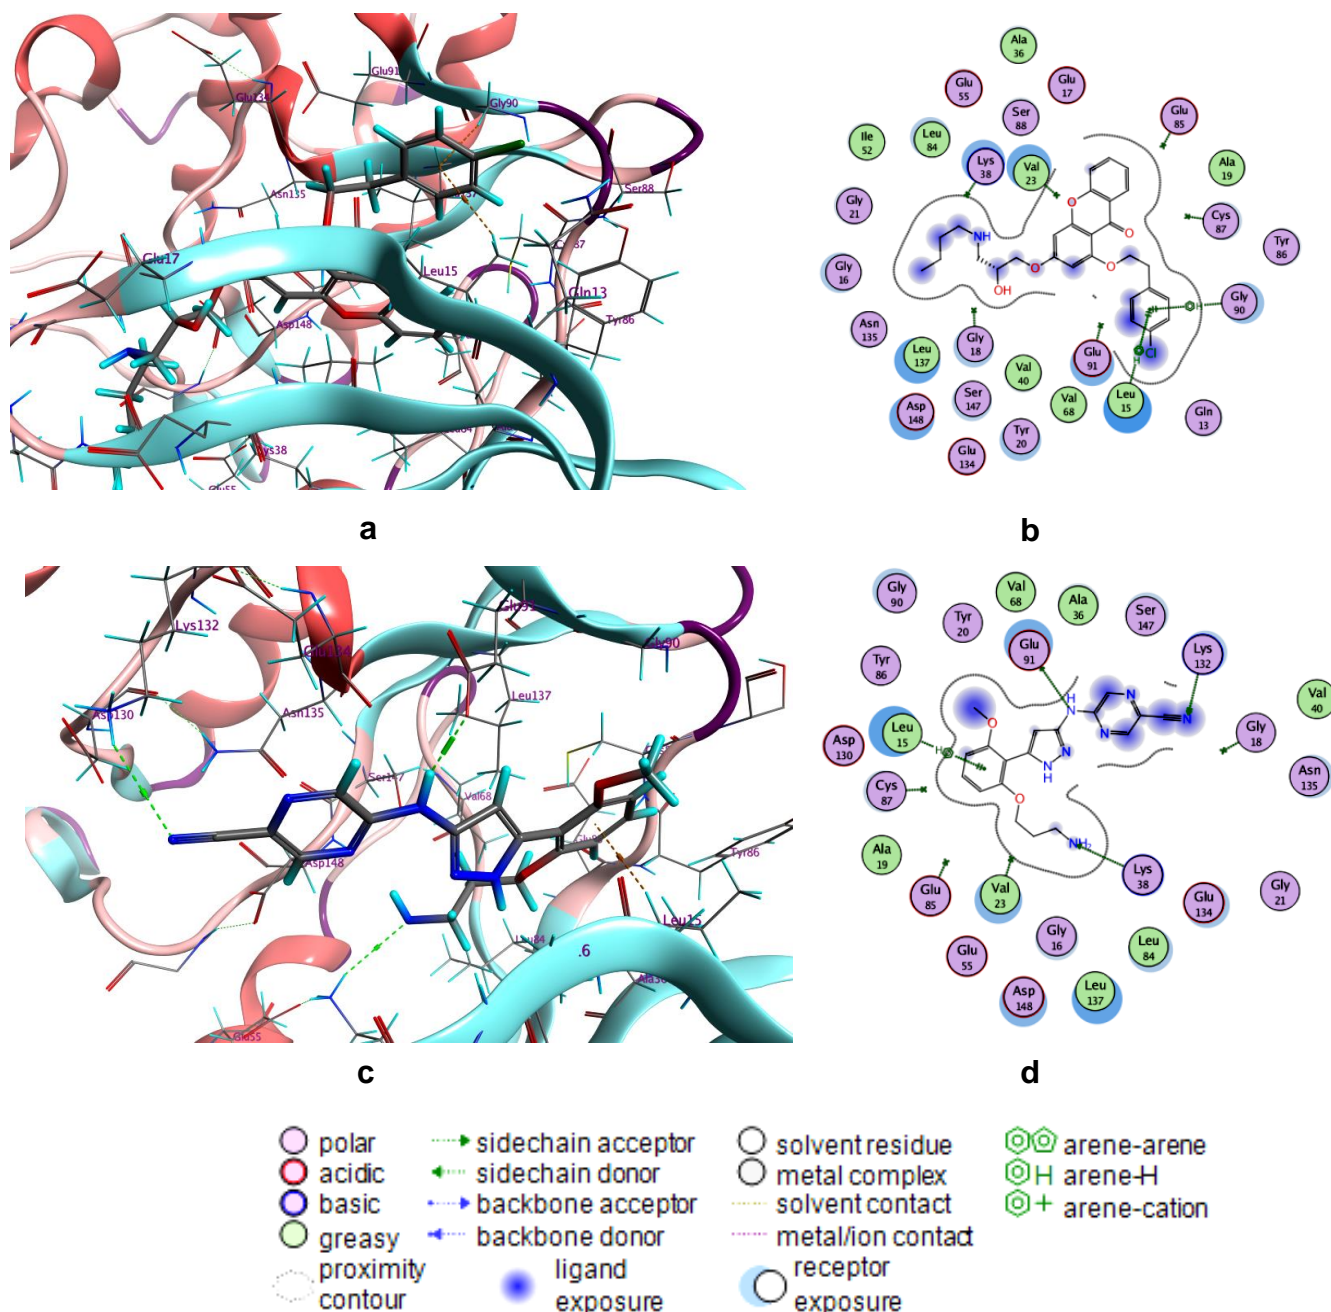 Glu91
Gly90
Glu134
Asn135
Ser88
Glu17
Leu15
Gln13
Asp148
Tyr86
Lys38
Glu55
a
Ala
36
Glu
55
Glu
17
Ser
88
Glu
85
Ile
52
Leu
84
Lys
38
Val
23
Ala
19
Gly
21
Cys
87
Tyr
86
Gly
16
NH
OH
O
O
O
O
H
Gly
90
Asn
135
Leu
137
Gly
18
Val
40
Glu
91
Cl
H
Leu
15
Val
68
Gln
13
Asp
148
Ser
147
Tyr
20
Glu
134
b
Lys132
Glu91
Gly90
Glu134
Leu137
Asp130
Asn135
Ser147
Val68
Asp148
Tyr86
Leu15
Leu84
.6
Glu55
c
Gly
90
Tyr
20
Val
68
Ala
36
Ser
147
Glu
91
Lys
132
Tyr
86
Val
40
Leu
15
H
O
H
N
N
N
N
N
NH
Gly
18
Asp
130
Asn
135
Cys
87
O
NH2
Ala
19
Glu
85
Val
23
Lys
38
Glu
134
Gly
21
Gly
16
Leu
84
Glu
55
Asp
148
Leu
137
d
polar
acidic
basic
greasy
proximity
contour
sidechain acceptor
sidechain donor
backbone acceptor
backbone donor
ligand
exposure
solvent residue
metal complex
solvent contact
metal/ion contact
receptor
exposure
arene-arene
H arene-H
+ arene-cation